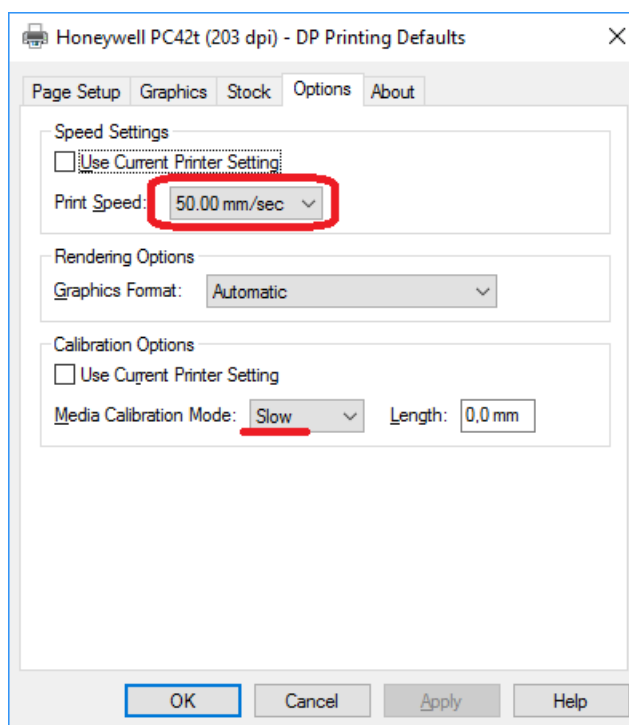 Honeywell PC42t (203 dpi) - DP Printing Defaults
Page Setup Graphics Stock Options About
Speed Settings
Use Current Printer Setting
Print Speed: 50.00 mm/sec
Rendering Options
Graphics Format: Automatic
Calibration Options
Use Current Printer Setting
Media Calibration Mode: Slow Length: 0,0 mm
OK Cancel Apply Help